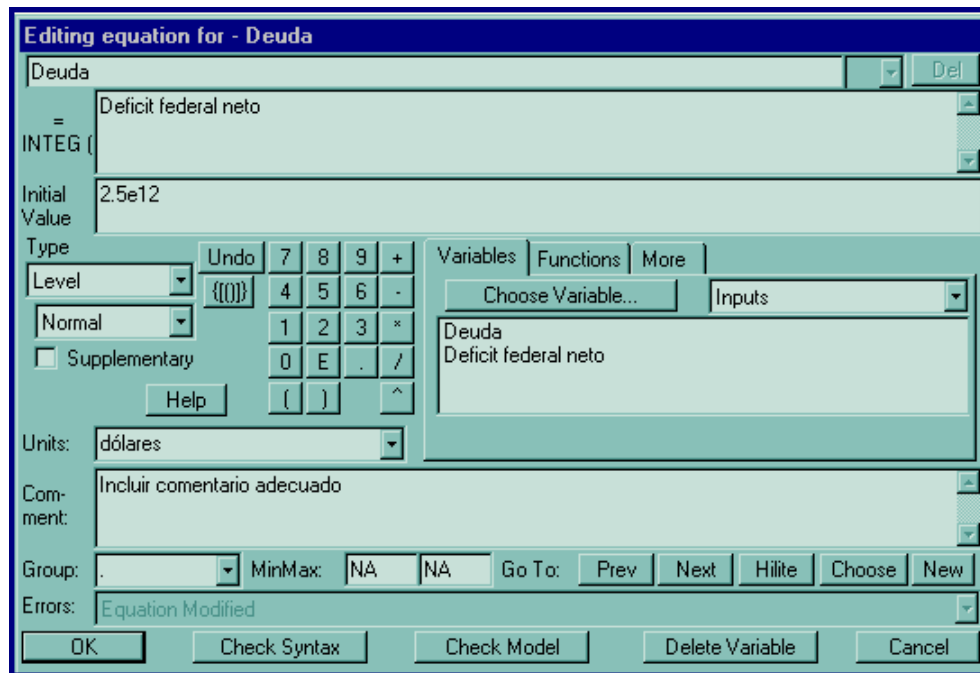 Editing equation for - Deuda
Deuda
Del
= INTEG (
Deficit federal neto
Initial Value
2.5e12
Type
Undo 7 8 9 +
Variables Functions More
Level
{[()]} 4 5 6 -
Choose Variable... Inputs
Normal
1 2 3 *
Deuda
Deficit federal neto
Supplementary
0 E . /
Help
( ) ^
Units: dólares
Com-
ment:
Incluir comentario adecuado
Group: . MinMax: NA NA Go To: Prev Next Hilite Choose New
Errors: Equation Modified
OK Check Syntax Check Model Delete Variable Cancel